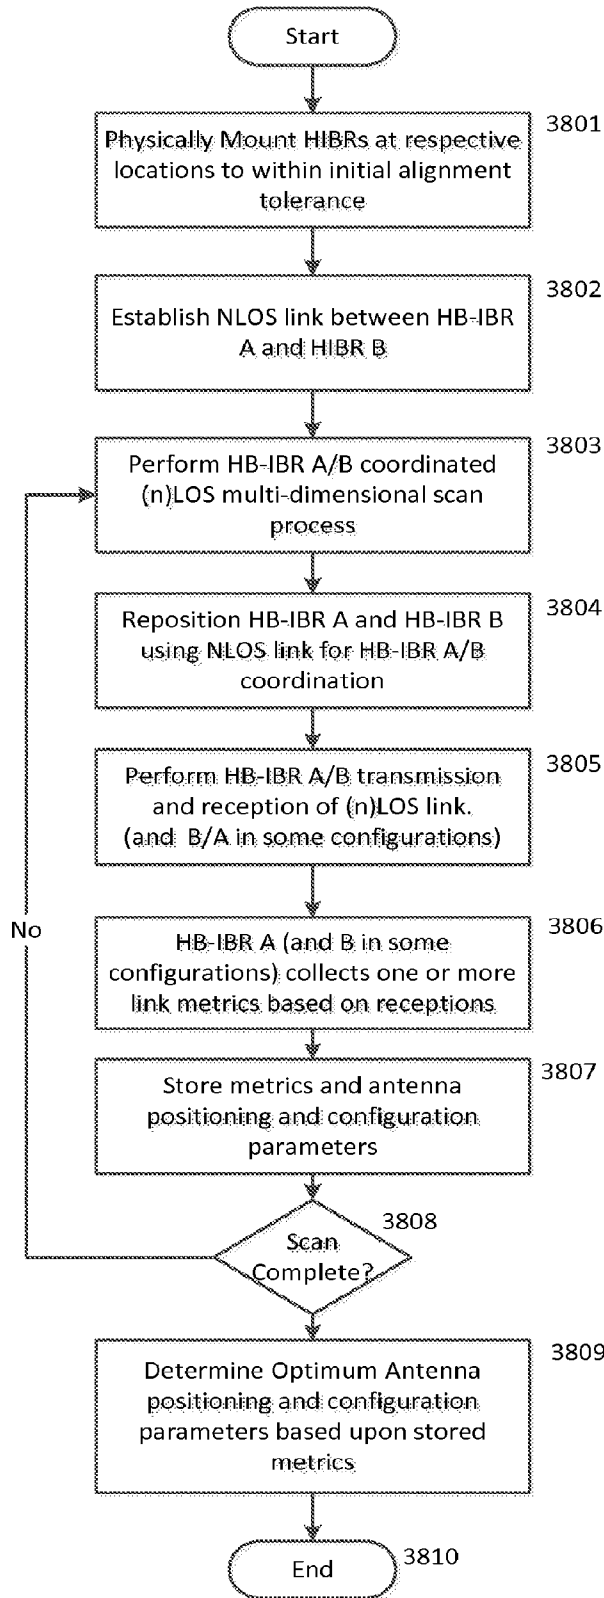 Start
3801
Physically Mount HIBRs at respective
locations to within initial alignment
tolerance
3802
Establish NLOS link between HB-IBR
A and HIBR B
3803
Perform HB-IBR A/B coordinated
(n)LOS multi-dimensional scan
process
3804
Reposition HB-IBR A and HB-IBR B
using NLOS link for HB-IBR A/B
coordination
3805
Perform HB-IBR A/B transmission
and reception of (n)LOS link.
(and B/A in some configurations)
No
3806
HB-IBR A (and B in some
configurations) collects one or more
link metrics based on receptions
3807
Store metrics and antenna
positioning and configuration
parameters
3808
Scan
Complete?
3809
Determine Optimum Antenna
positioning and configuration
parameters based upon stored
metrics
End
3810